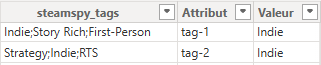 steamspy_tags Attribut Valeur
Indie;Story Rich;First-Person tag-1 Indie
Strategy;Indie;RTS tag-2 Indie